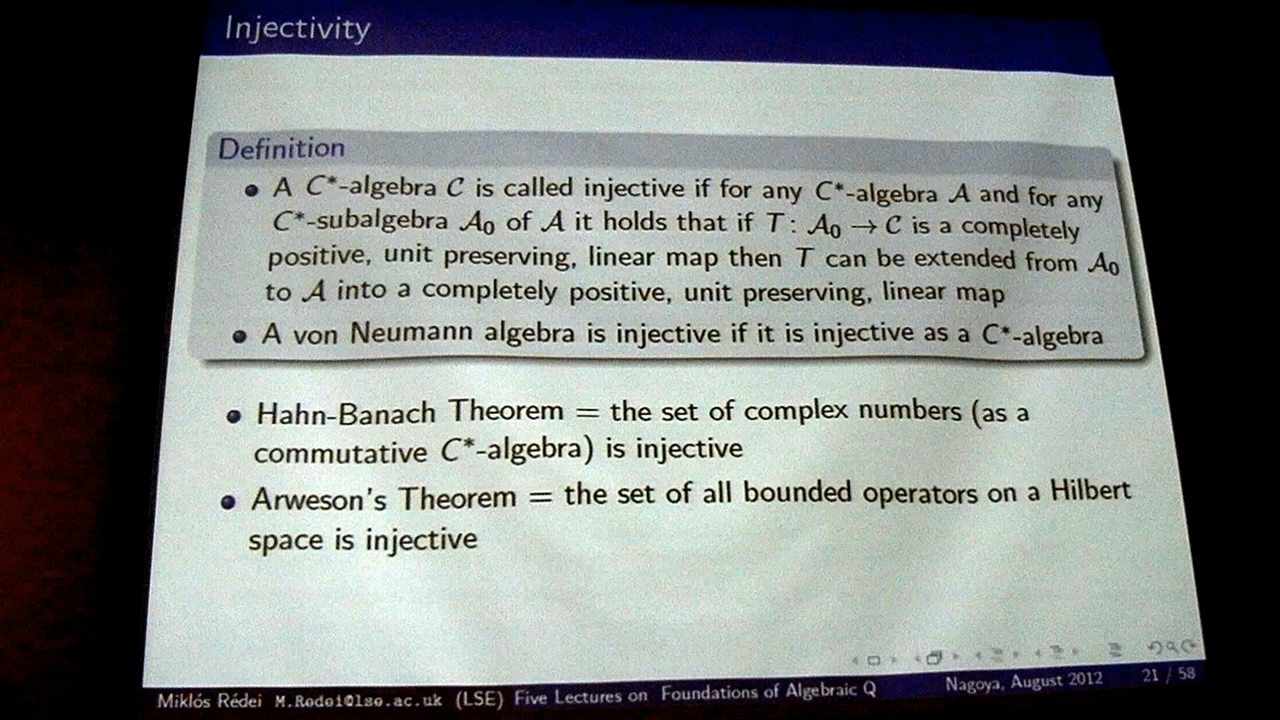 Injectivity
Definition
• A C*-algebra C is called injective if for any C*-algebra A and for any
C*-subalgebra A₀ of A it holds that if T : A₀ → C is a completely
positive, unit preserving, linear map then T can be extended from A₀
to A into a completely positive, unit preserving, linear map
• A von Neumann algebra is injective if it is injective as a C*-algebra
• Hahn-Banach Theorem = the set of complex numbers (as a
commutative C*-algebra) is injective
• Arweson's Theorem = the set of all bounded operators on a Hilbert
space is injective
Miklós Rédei M.Redei@lse.ac.uk (LSE) Five Lectures on Foundations of Algebraic Q Nagoya, August 2012 21 / 58